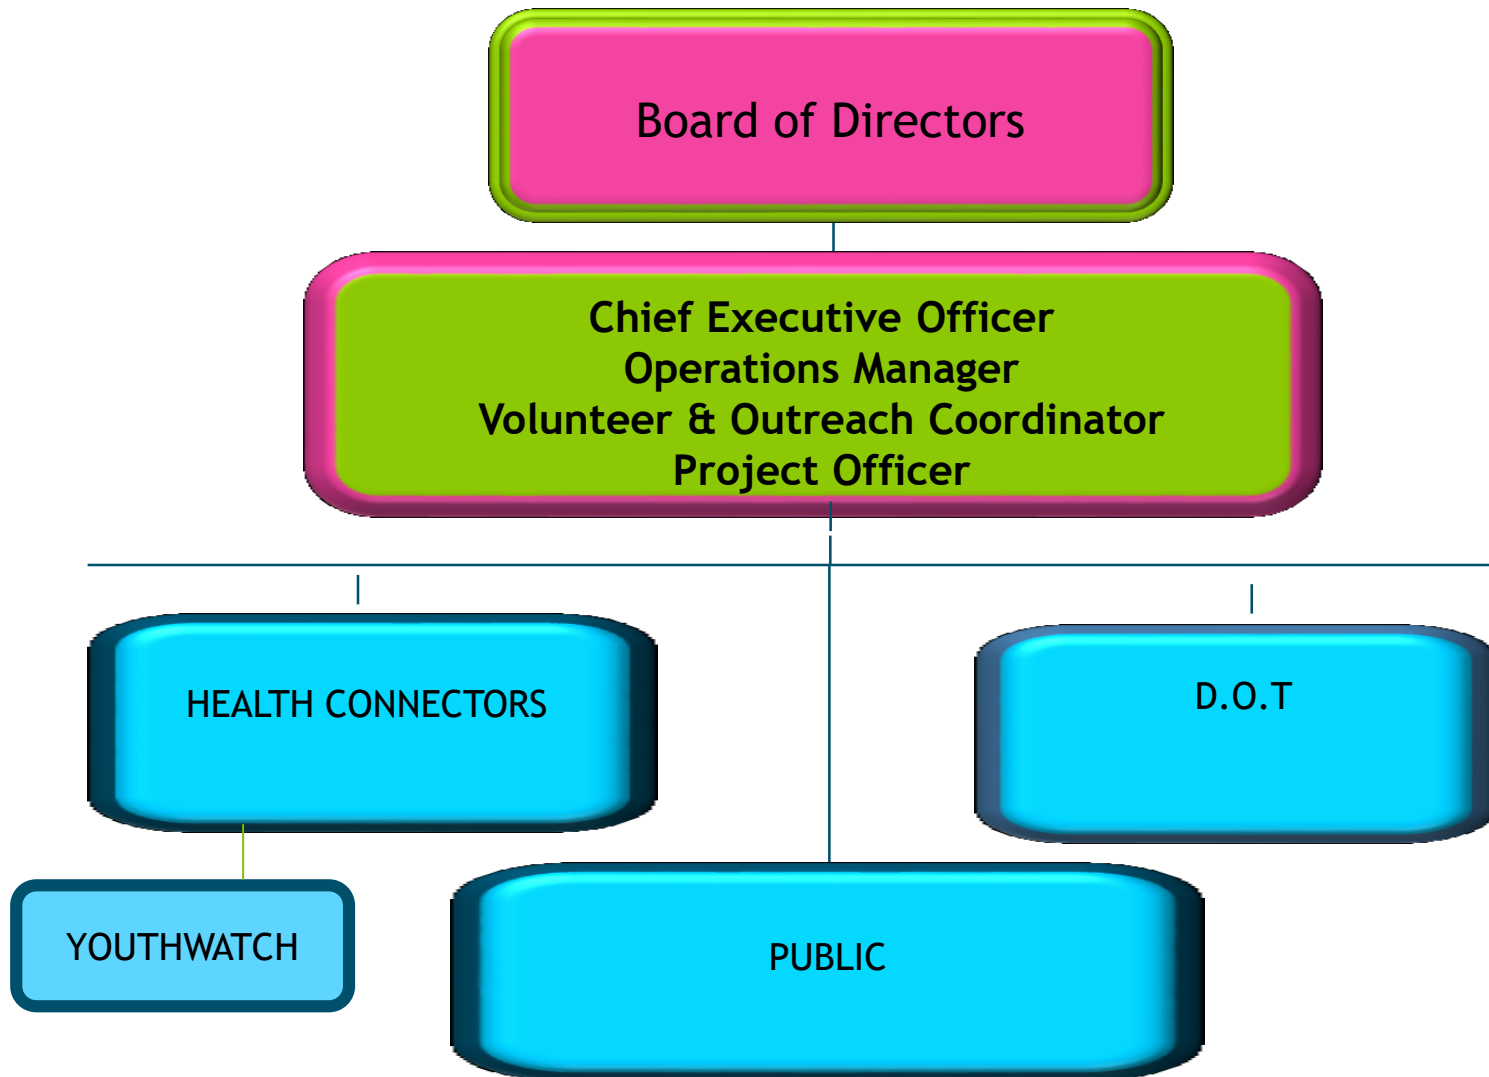 Board of Directors
Chief Executive Officer
Operations Manager
Volunteer & Outreach Coordinator
Project Officer
HEALTH CONNECTORS
D.O.T
YOUTHWATCH
PUBLIC